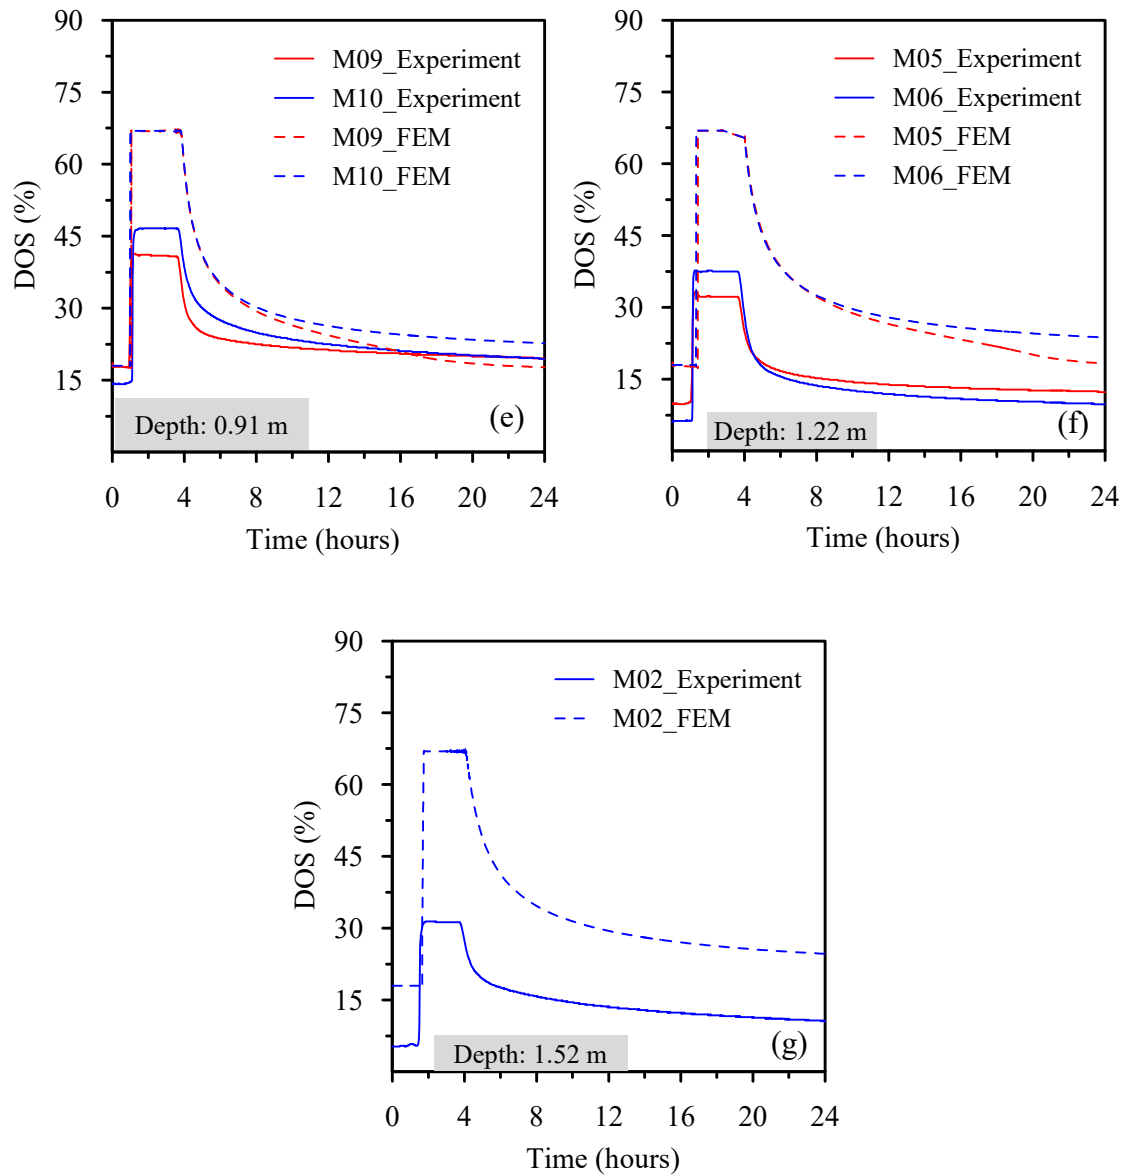 90
75
60
45
30
15
DOS (%)
M09_Experiment
M10_Experiment
M09_FEM
M10_FEM
Depth: 0.91 m
(e)
0 4 8 12 16 20 24
Time (hours)
90
75
60
45
30
15
DOS (%)
M05_Experiment
M06_Experiment
M05_FEM
M06_FEM
Depth: 1.22 m
(f)
0 4 8 12 16 20 24
Time (hours)
90
75
60
45
30
15
DOS (%)
M02_Experiment
M02_FEM
Depth: 1.52 m
(g)
0 4 8 12 16 20 24
Time (hours)